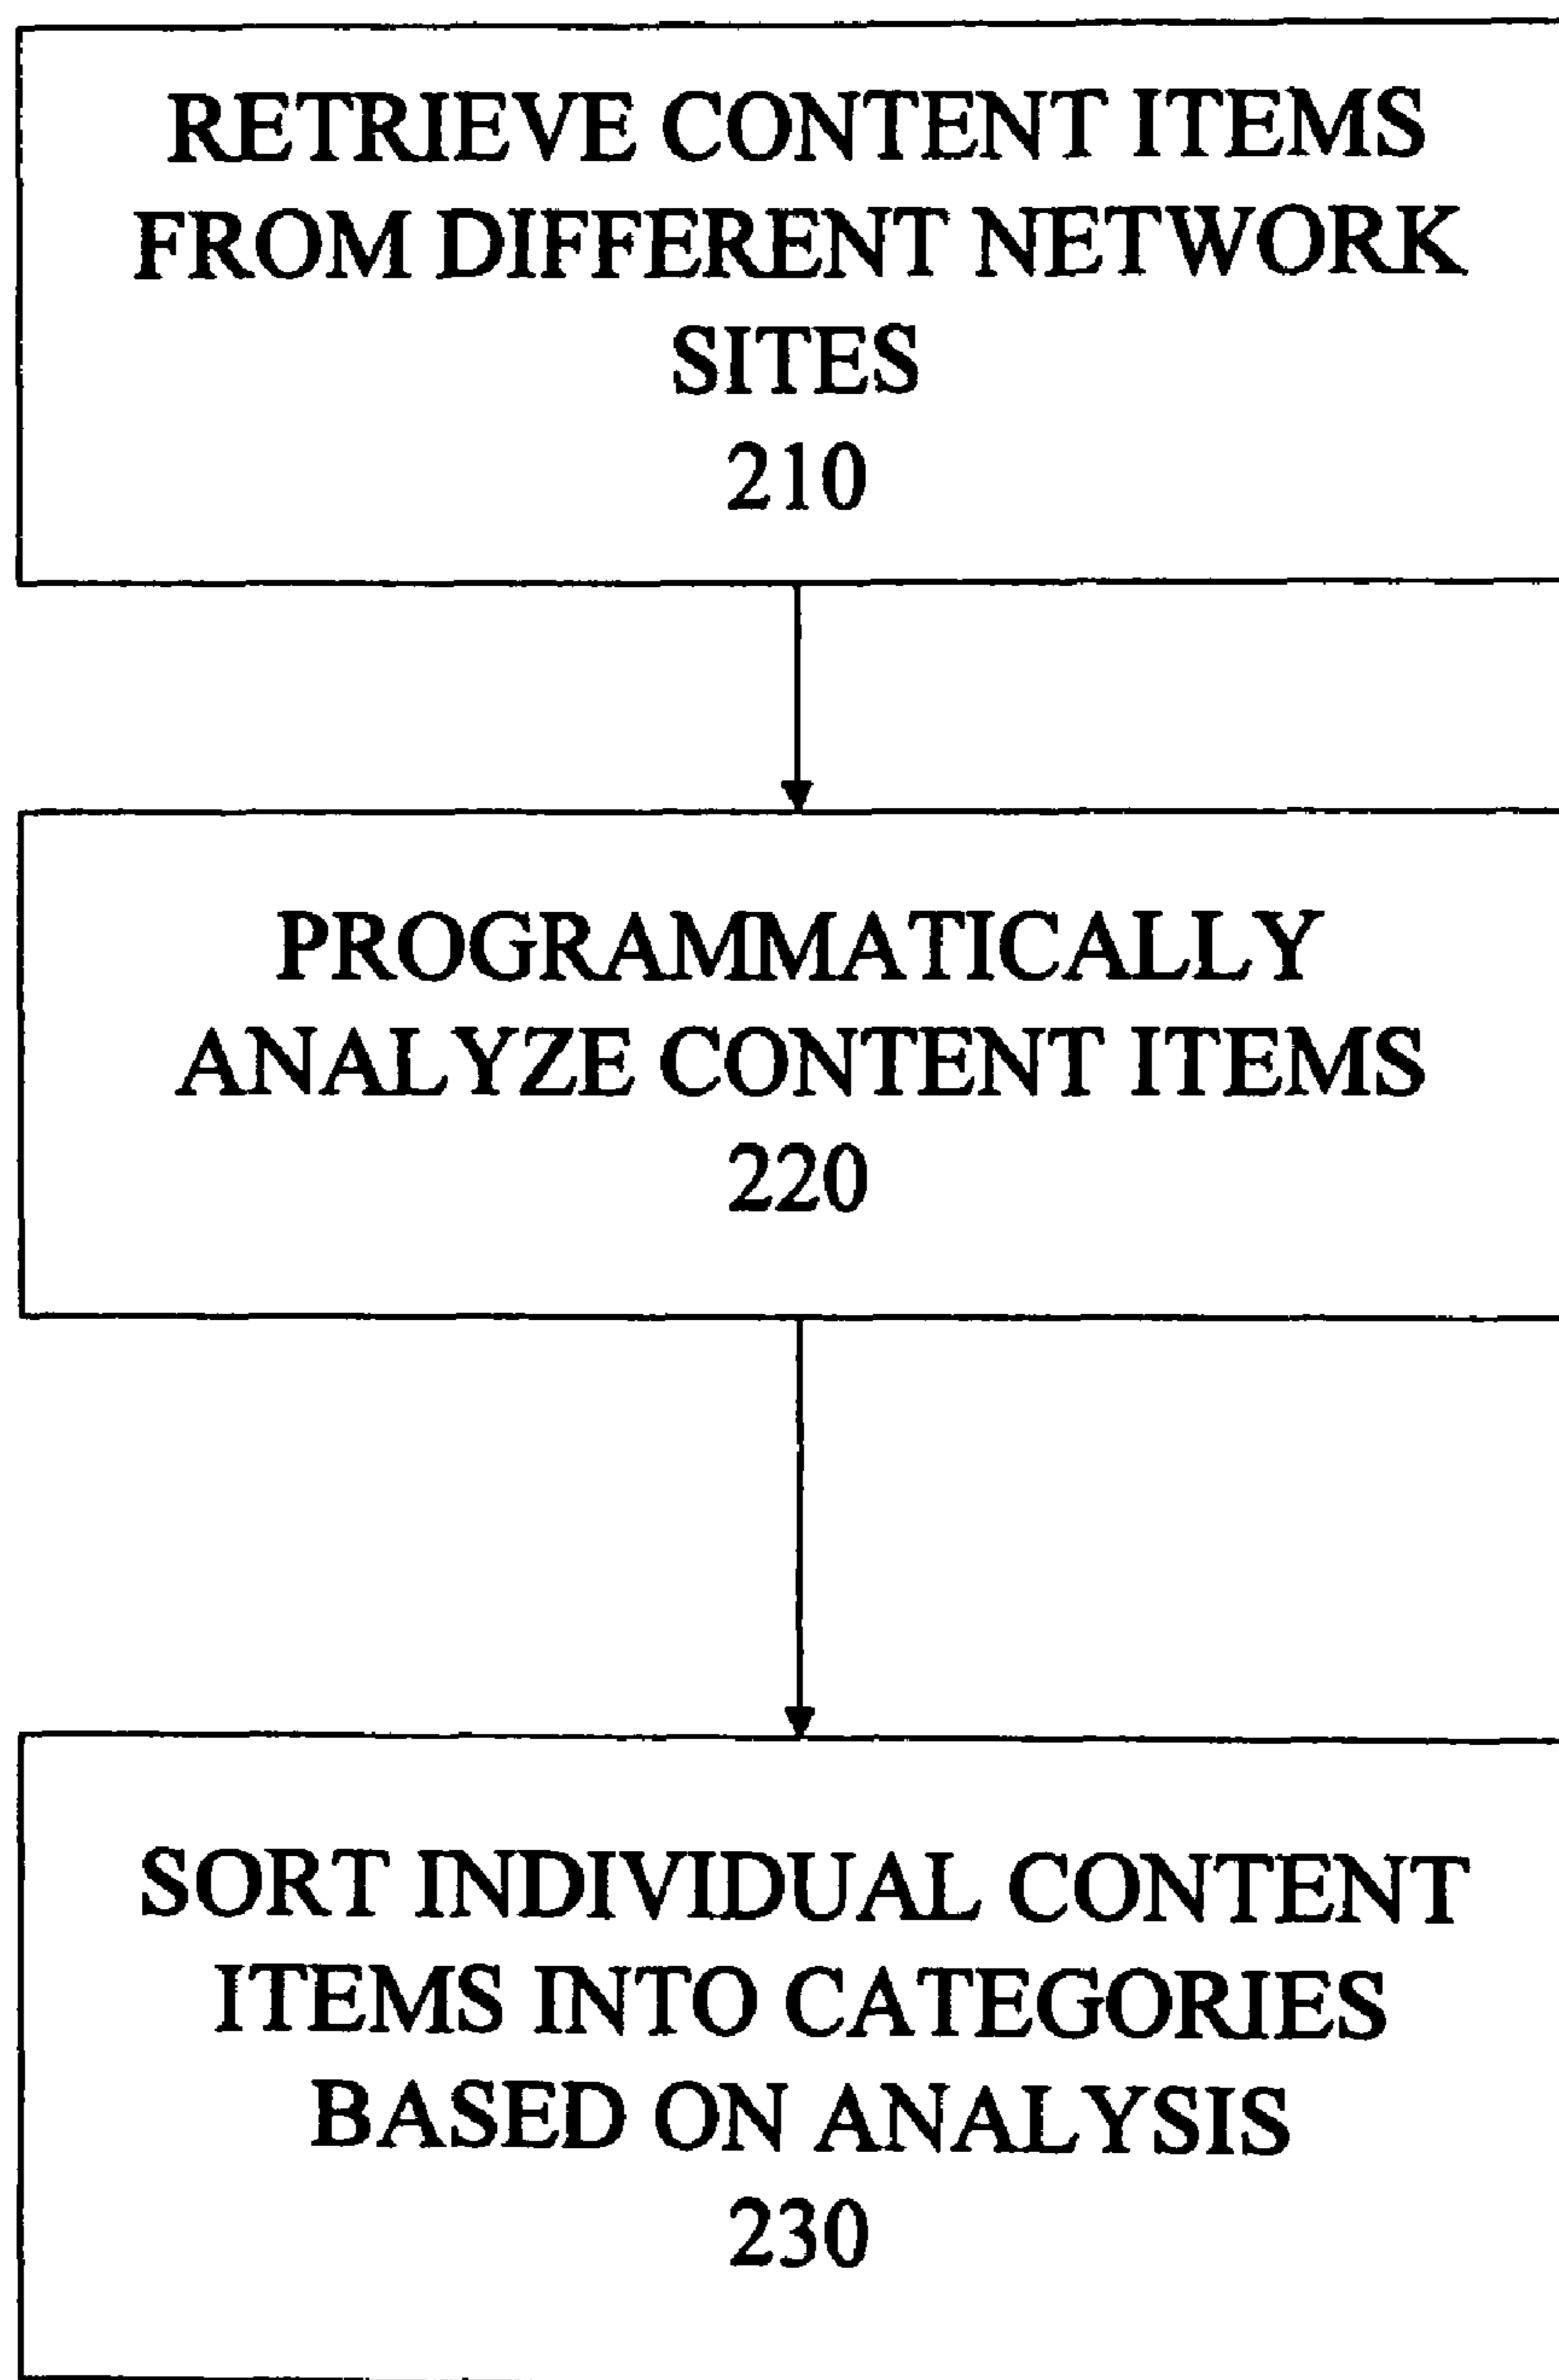 RETRIEVE CONTENT ITEMS
FROM DIFFERENT NETWORK
SITES
210
PROGRAMMATICALLY
ANALYZE CONTENT ITEMS
220
SORT INDIVIDUAL CONTENT
ITEMS INTO CATEGORIES
BASED ON ANALYSIS
230